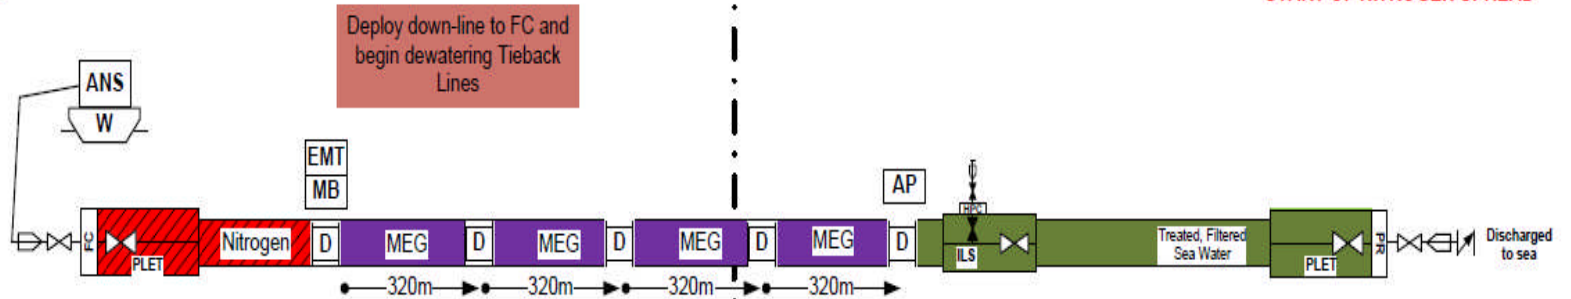 Deploy down-line to FC and
begin dewatering Tieback
Lines
ANS
W
EMT
MB
AP
HPC
FC
PLET
Nitrogen
D
MEG
D
MEG
D
MEG
D
MEG
D
ILS
Treated, Filtered
Sea Water
PLET
PR
Discharged
to sea
320m
320m
320m
320m